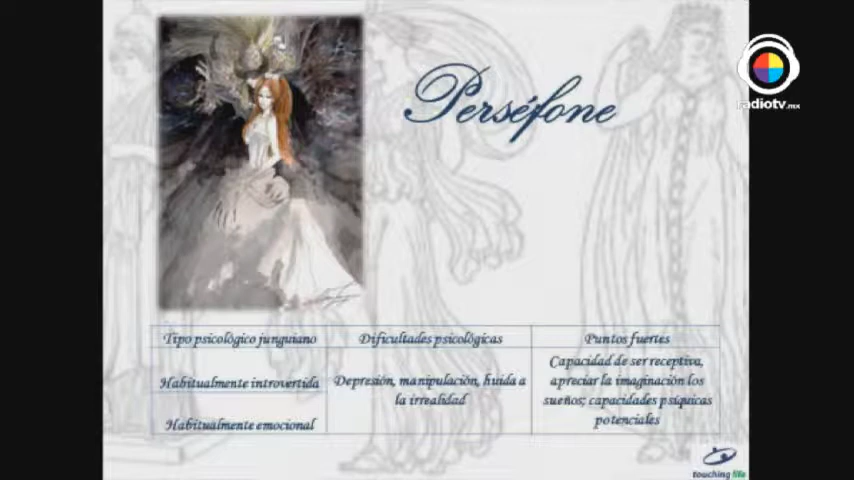 Perséfone
radiotv.mx
Tipo psicológico junguiano
Dificultades psicológicas
Puntos fuertes
Habitualmente introvertida
Habitualmente emocional
Depresión, manipulación, huida a
la irrealidad
Capacidad de ser receptiva,
apreciar la imaginación los
sueños; capacidades psíquicas
potenciales
touching life